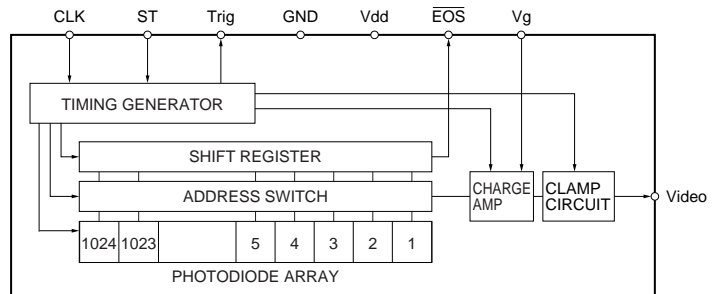 CLK ST Trig GND Vdd E̅O̅S̅ Vg
TIMING GENERATOR
SHIFT REGISTER
ADDRESS SWITCH
CHARGE AMP
CLAMP CIRCUIT
Video
1024 1023 5 4 3 2 1
PHOTODIODE ARRAY